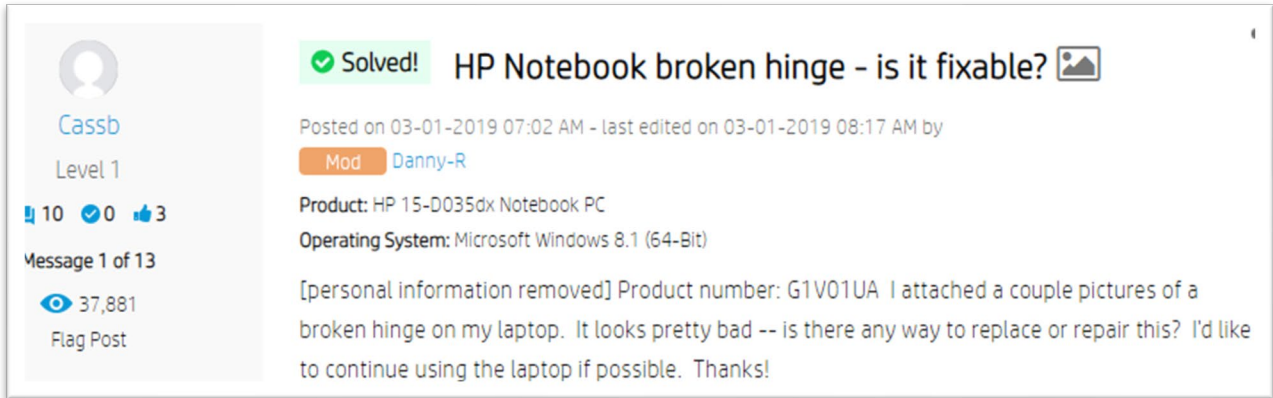 Solved! HP Notebook broken hinge - is it fixable?
Cassb
Level 1
10 0 3
Message 1 of 13
37,881
Flag Post
Posted on 03-01-2019 07:02 AM - last edited on 03-01-2019 08:17 AM by
Mod Danny-R
Product: HP 15-D035dx Notebook PC
Operating System: Microsoft Windows 8.1 (64-Bit)
[personal information removed] Product number: G1V01UA I attached a couple pictures of a
broken hinge on my laptop. It looks pretty bad -- is there any way to replace or repair this? I'd like
to continue using the laptop if possible. Thanks!